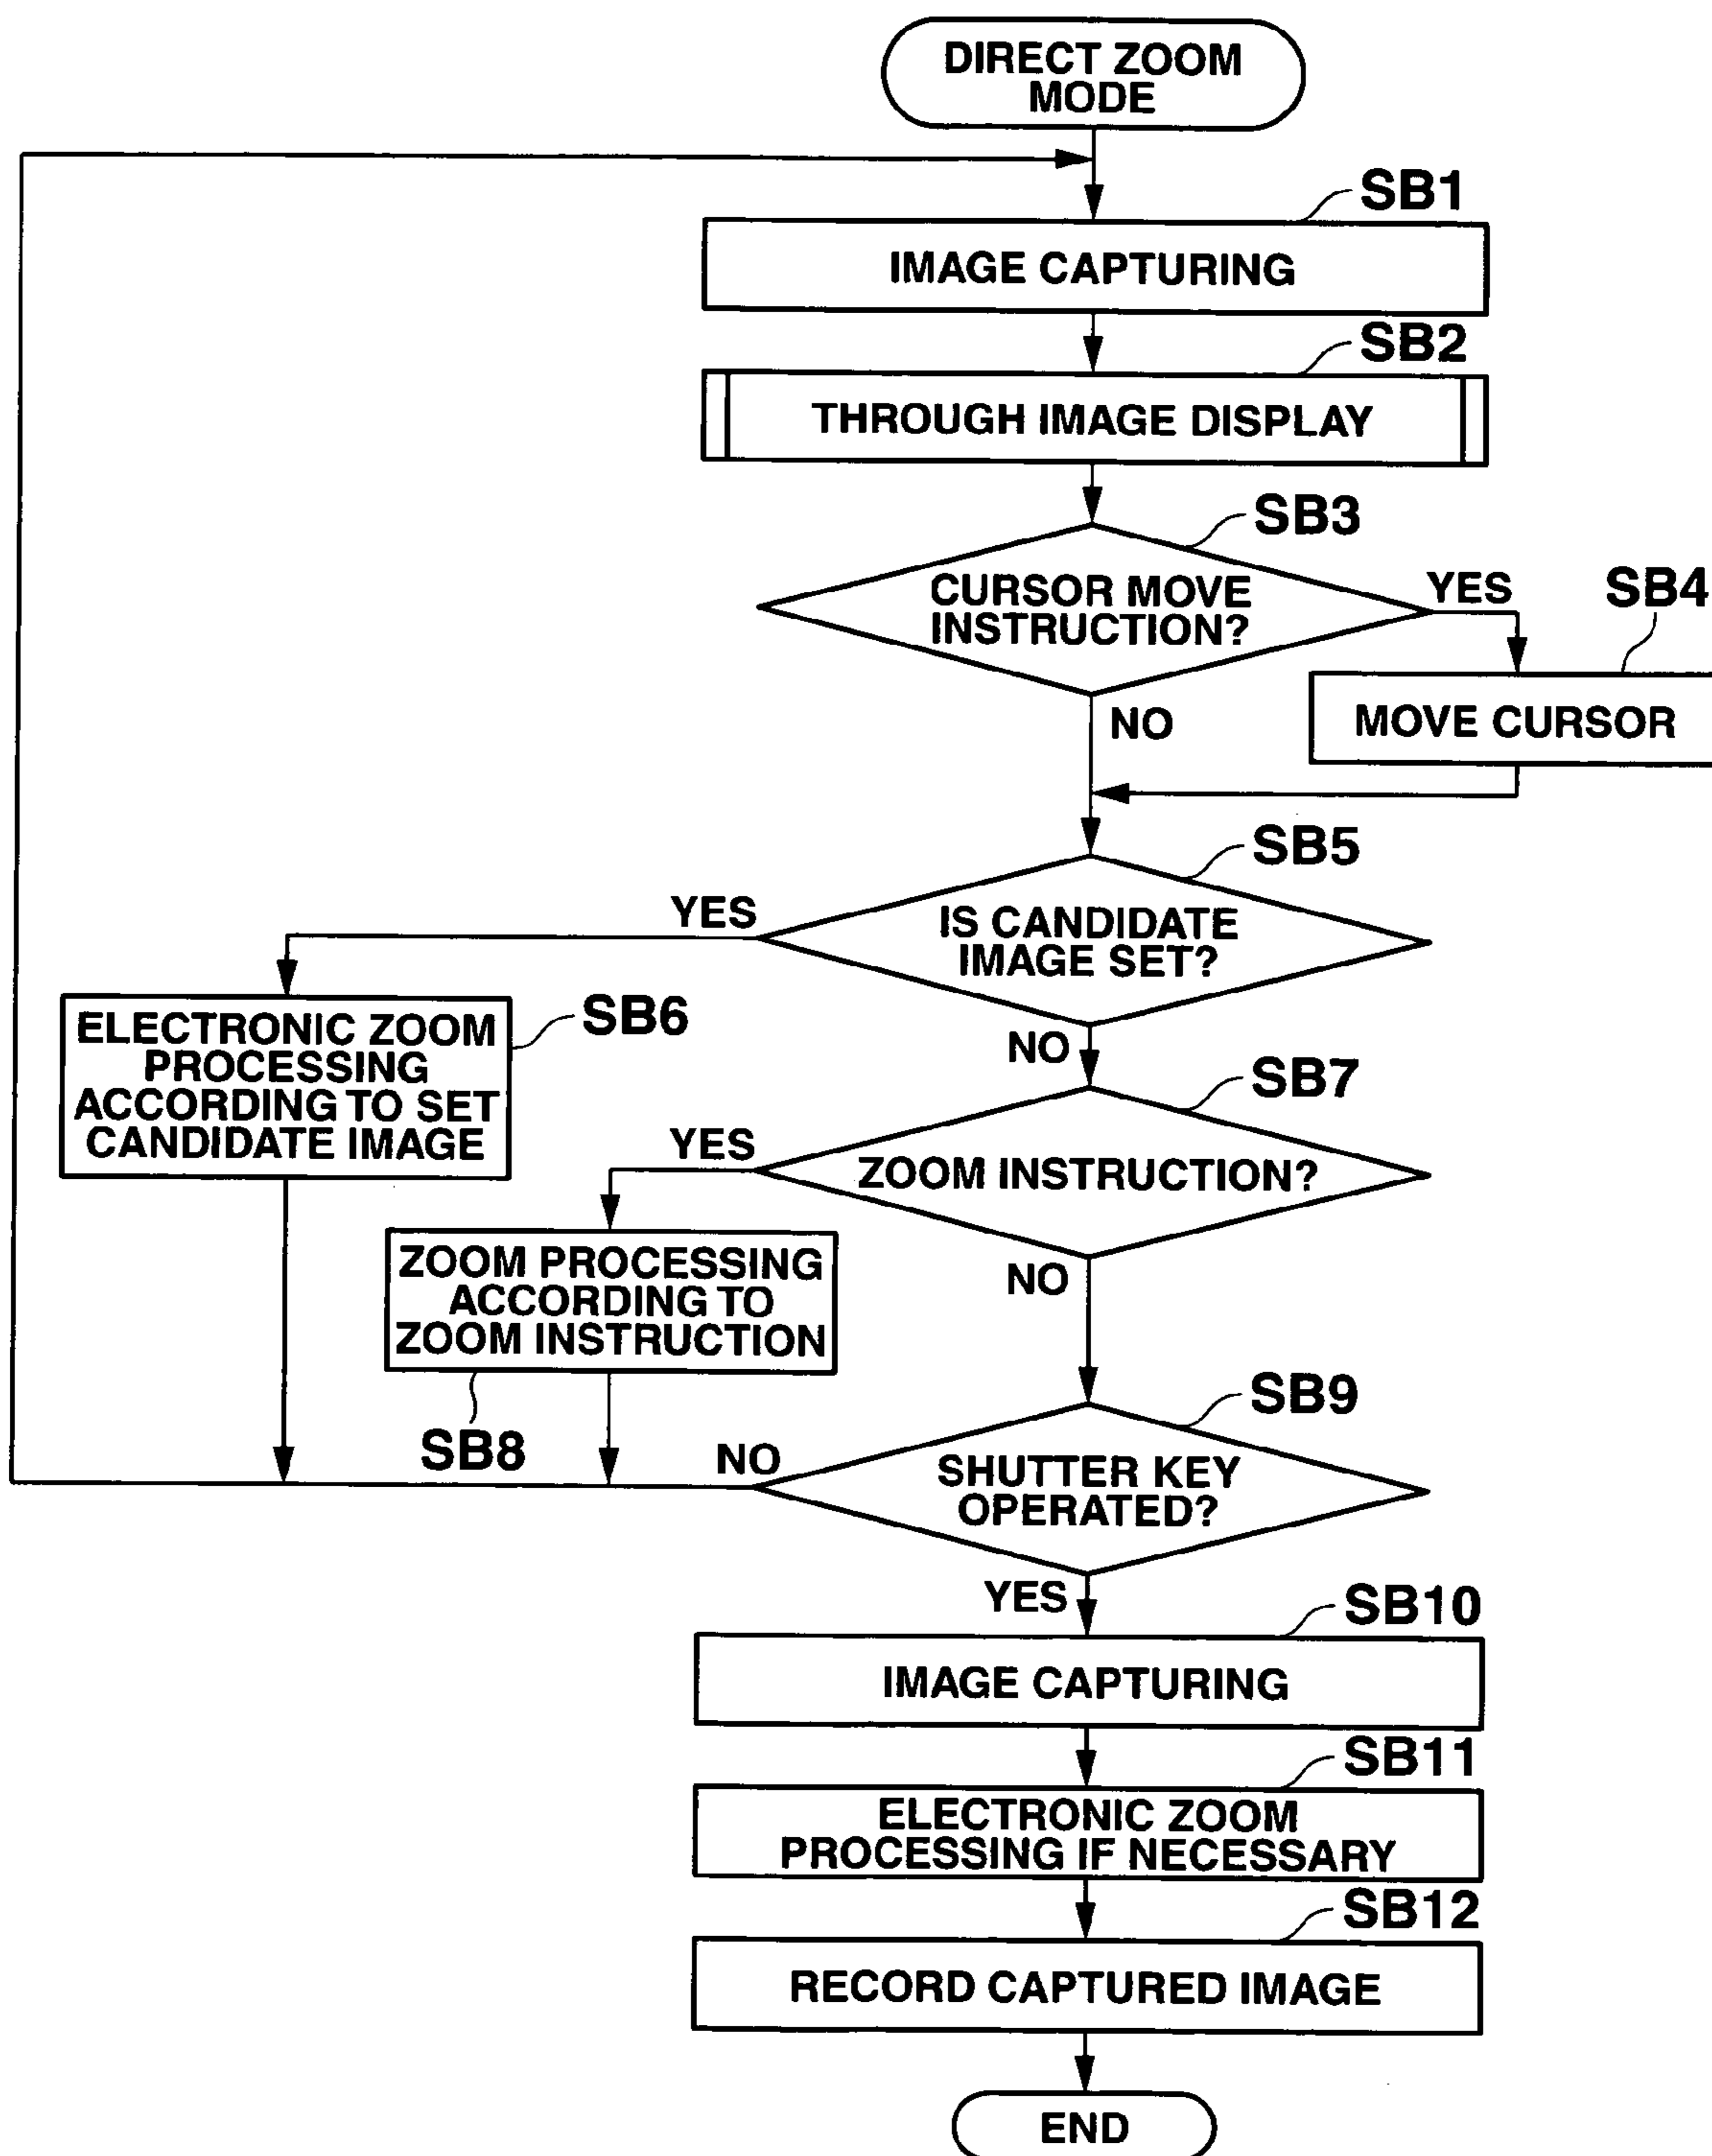 DIRECT ZOOM
MODE
SB1
IMAGE CAPTURING
SB2
THROUGH IMAGE DISPLAY
SB3
CURSOR MOVE
INSTRUCTION?
YES
SB4
MOVE CURSOR
NO
SB5
IS CANDIDATE
IMAGE SET?
YES
SB6
ELECTRONIC ZOOM
PROCESSING
ACCORDING TO SET
CANDIDATE IMAGE
NO
SB7
ZOOM INSTRUCTION?
YES
ZOOM PROCESSING
ACCORDING TO
ZOOM INSTRUCTION
SB8
NO
SB9
SHUTTER KEY
OPERATED?
NO
YES
SB10
IMAGE CAPTURING
SB11
ELECTRONIC ZOOM
PROCESSING IF NECESSARY
SB12
RECORD CAPTURED IMAGE
END